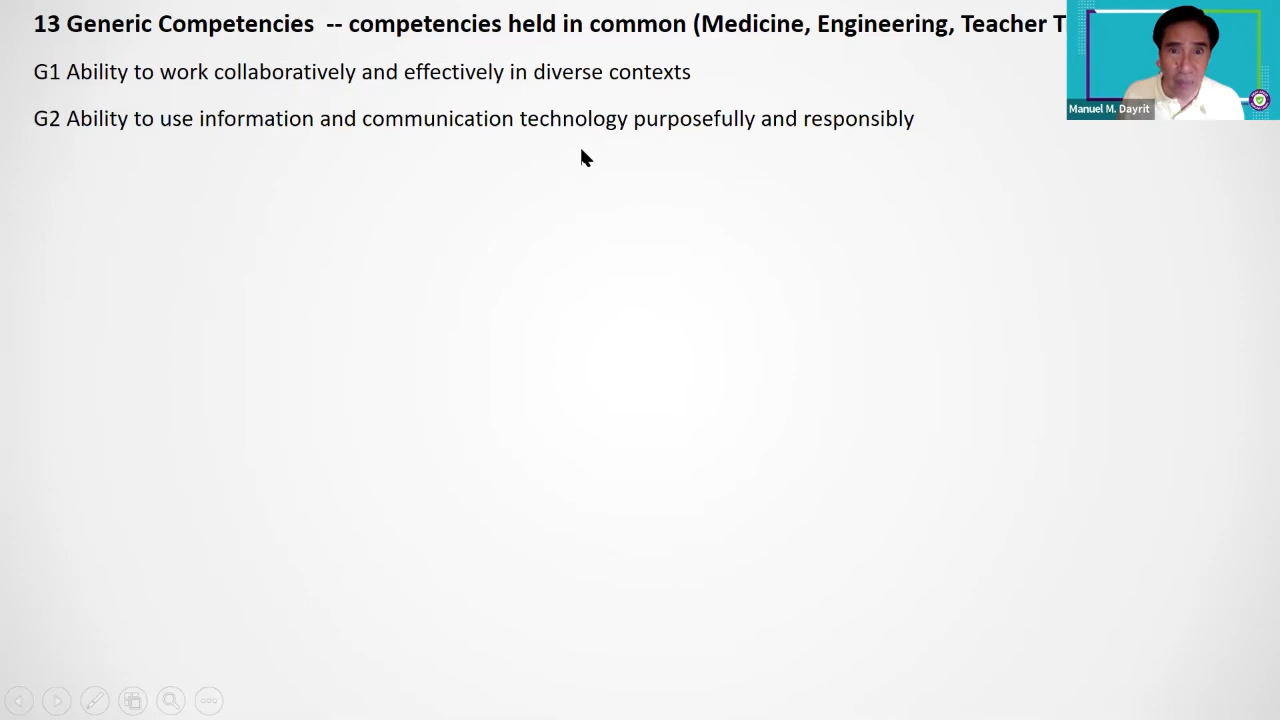 13 Generic Competencies -- competencies held in common (Medicine, Engineering, Teacher
G1 Ability to work collaboratively and effectively in diverse contexts
G2 Ability to use information and communication technology purposefully and responsibly
Manuel M. Dayrit